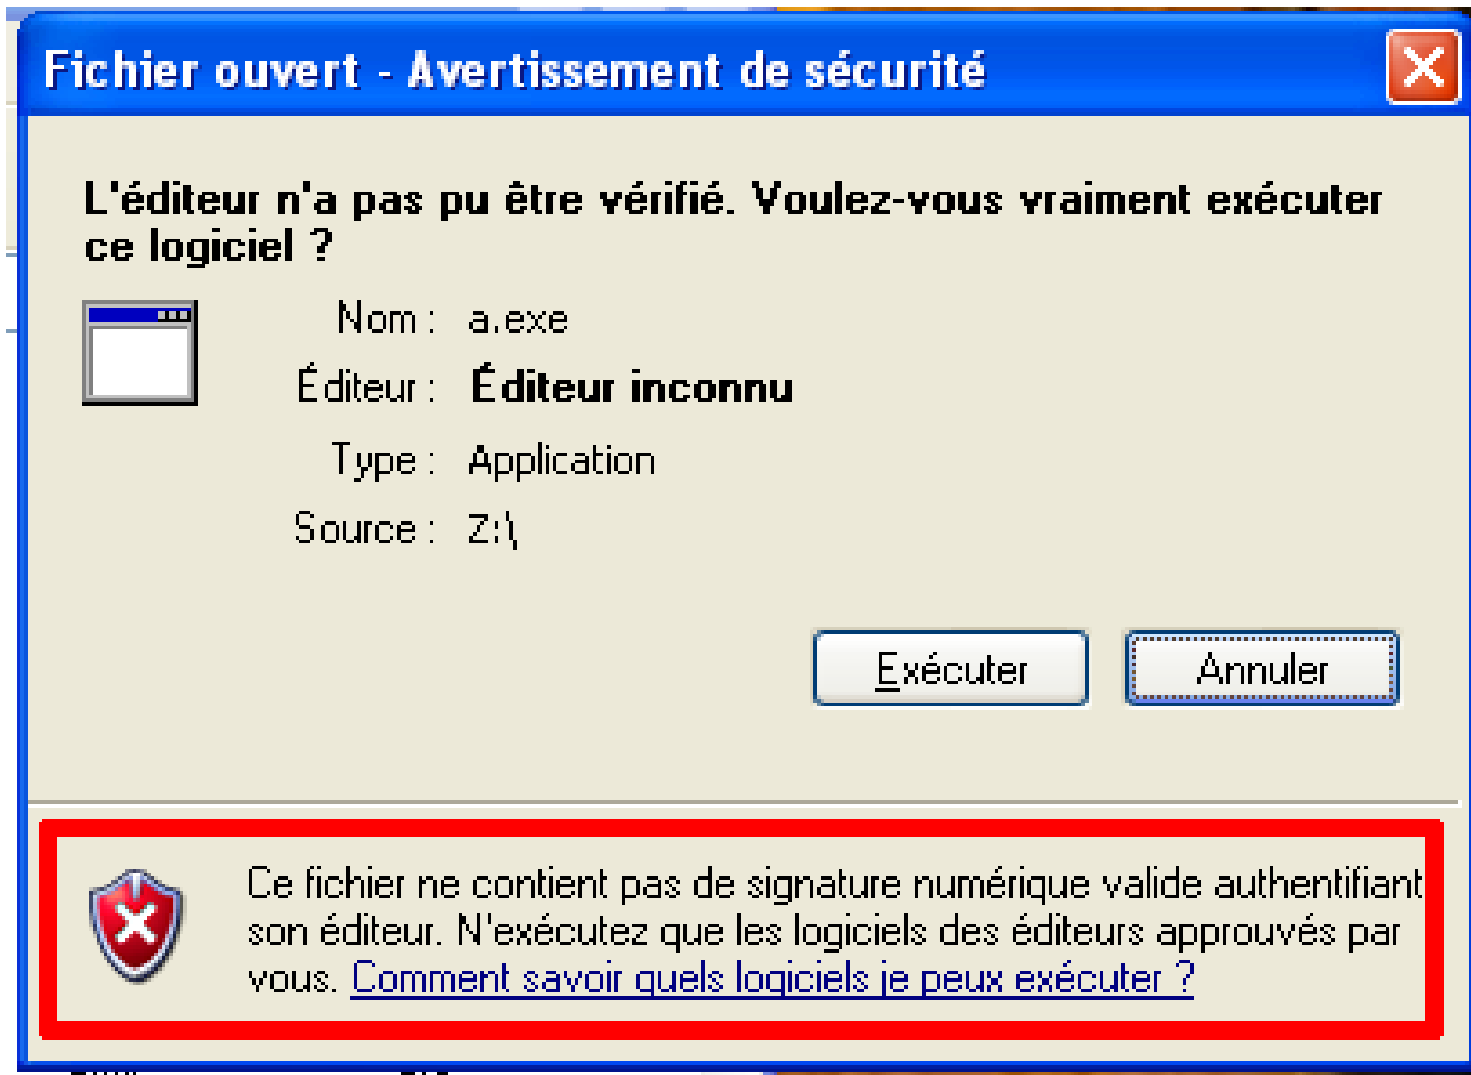 Fichier ouvert - Avertissement de sécurité
L'éditeur n'a pas pu être vérifié. Voulez-vous vraiment exécuter
ce logiciel ?
Nom : a.exe
Éditeur : Éditeur inconnu
Type : Application
Source : Z:\
Exécuter Annuler
Ce fichier ne contient pas de signature numérique valide authentifiant
son éditeur. N'exécutez que les logiciels des éditeurs approuvés par
vous. Comment savoir quels logiciels je peux exécuter ?